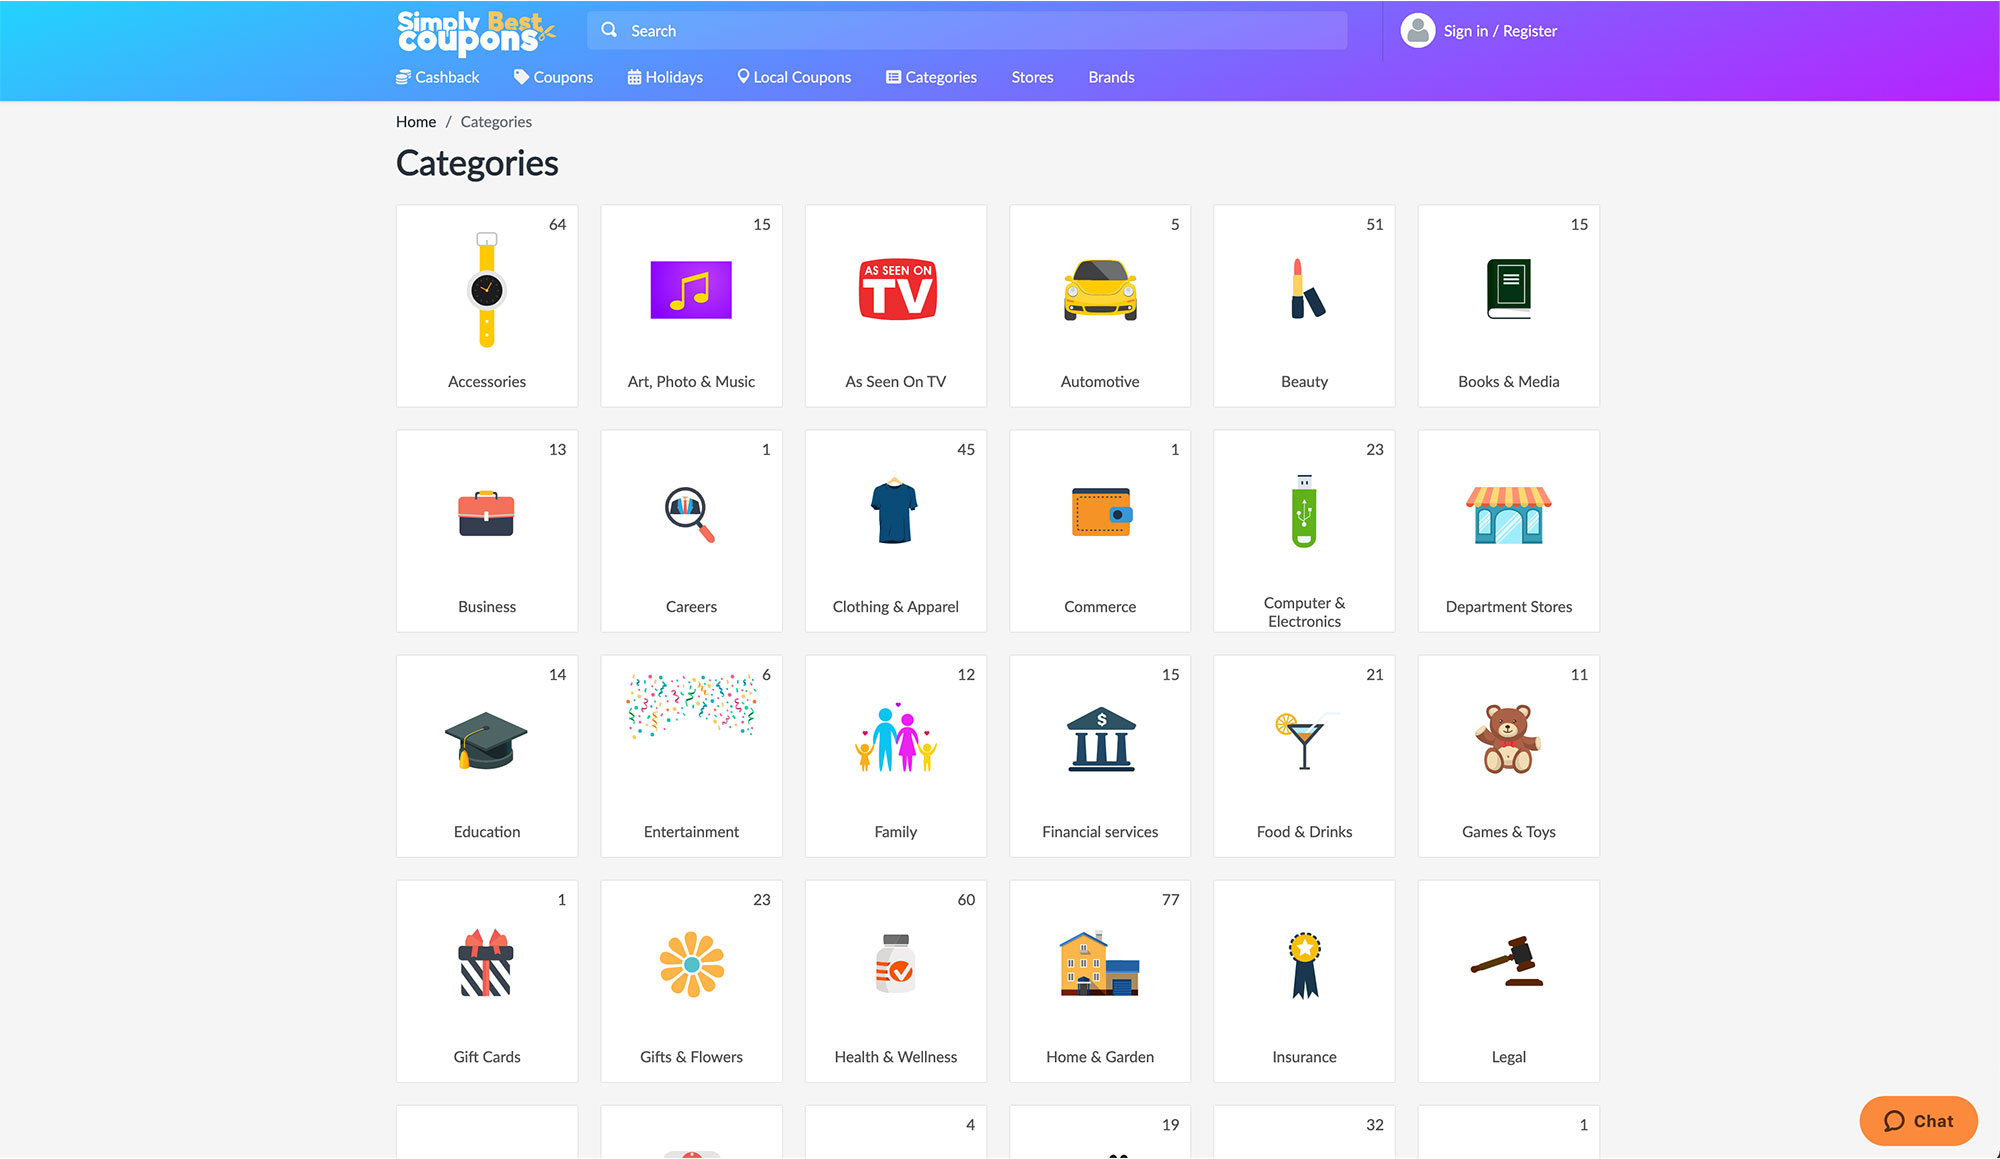 Simply Best
coupons
Search
Sign in / Register
Cashback
Coupons
Holidays
Local Coupons
Categories
Stores
Brands
Home / Categories
Categories
64
Accessories
15
Art, Photo & Music
AS SEEN ON
TV
As Seen On TV
5
Automotive
51
Beauty
15
Books & Media
13
Business
1
Careers
45
Clothing & Apparel
1
Commerce
23
Computer &
Electronics
Department Stores
14
Education
6
Entertainment
12
Family
15
$
Financial services
21
Food & Drinks
11
Games & Toys
1
Gift Cards
23
Gifts & Flowers
60
Health & Wellness
77
Home & Garden
Insurance
Legal
4
19
32
1
Chat